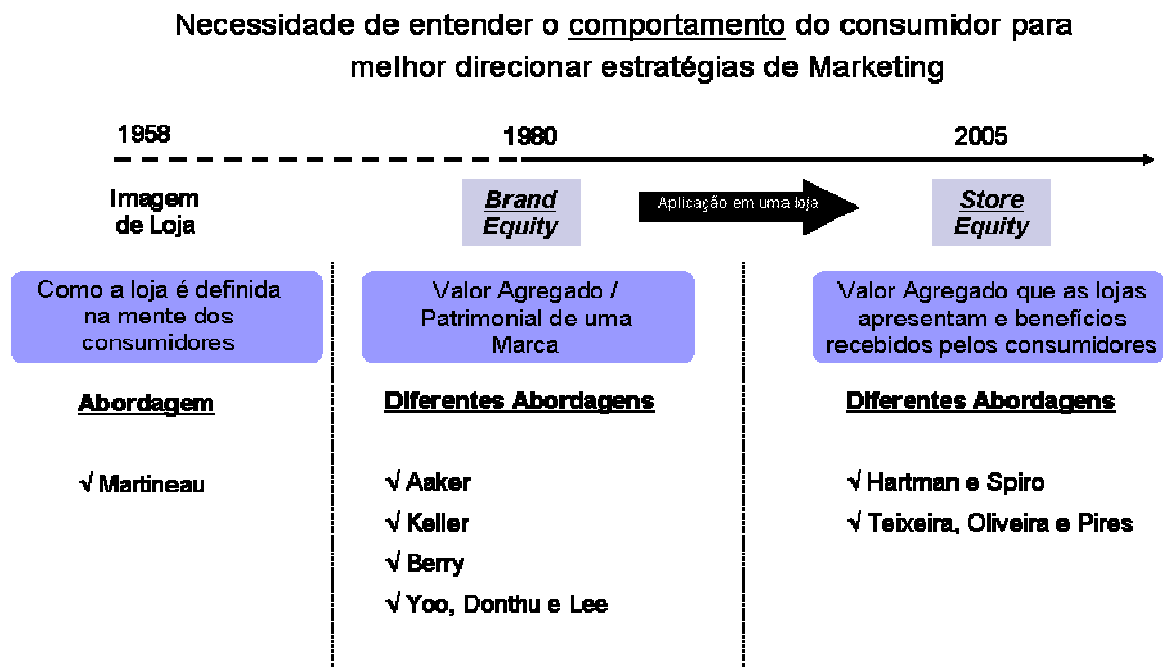 Necessidade de entender o comportamento do consumidor para
melhor direcionar estratégias de Marketing
1958
1980
2005
Imagem
de Loja
Brand
Equity
Aplicação em uma loja
Store
Equity
Como a loja é definida
na mente dos
consumidores
Valor Agregado /
Patrimonial de uma
Marca
Valor Agregado que as lojas
apresentam e benefícios
recebidos pelos consumidores
Abordagem
√ Martineau
Diferentes Abordagens
√ Aaker
√ Keller
√ Berry
√ Yoo, Donthu e Lee
Diferentes Abordagens
√ Hartman e Spiro
√ Teixeira, Oliveira e Pires